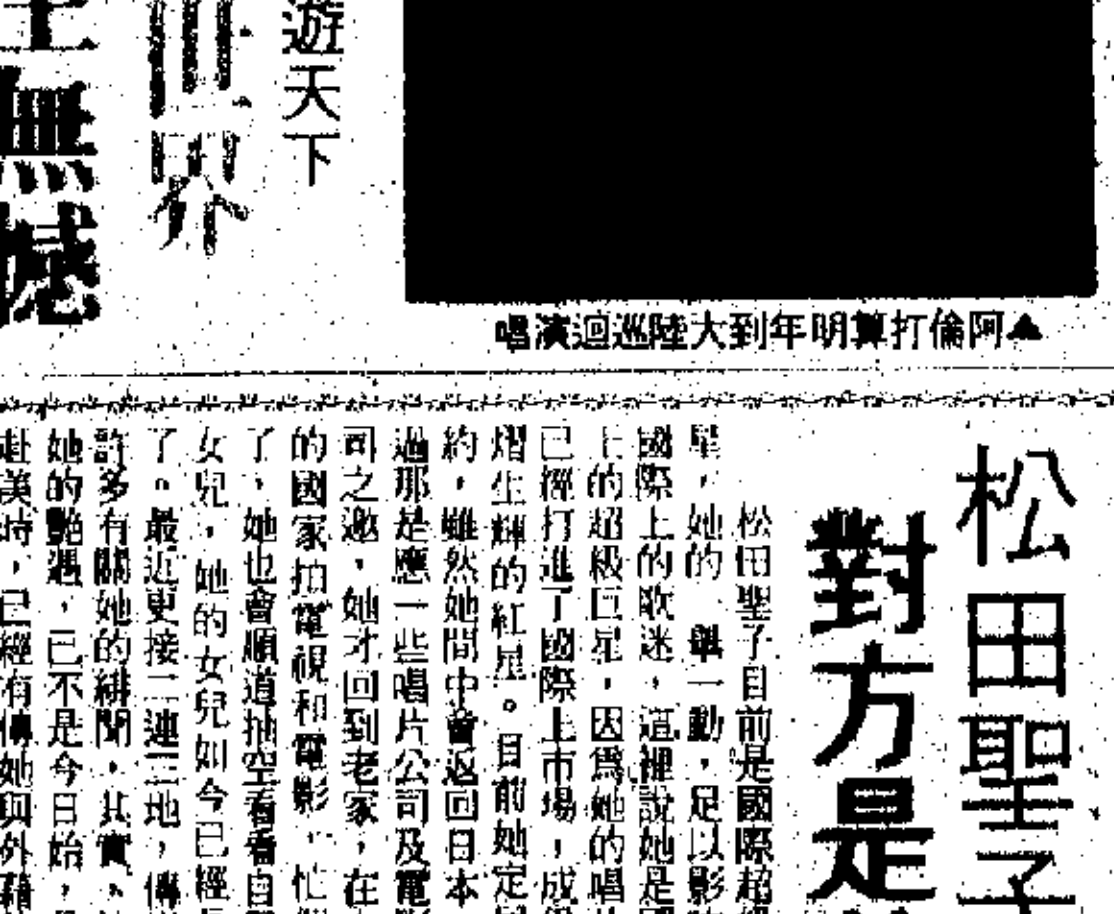 遊天下
界
無憾
▲阿倫打算明年到大陸巡迴演唱
松田聖子
對方是
松田聖子目前是國際超
星,她的一舉一動,足以影
國際上的歌迷,這裡說她是國
上的超級巨星,因爲她的唱
已經打進了國際上市場,成
熠生輝的紅星。目前她定
約,雖然她間中會返回日本
過那是應一些唱片公司及電
司之邀,她才回到老家,在
的國家拍電視和電影,忙
了,她也會順道抽空看看自
女兒,她的女兒如今已經
了。最近更接二連三地,傳
許多有關她的緋聞,其實,
她的艷遇,已不是今日始,
赴美時,已經有傳她與外籍